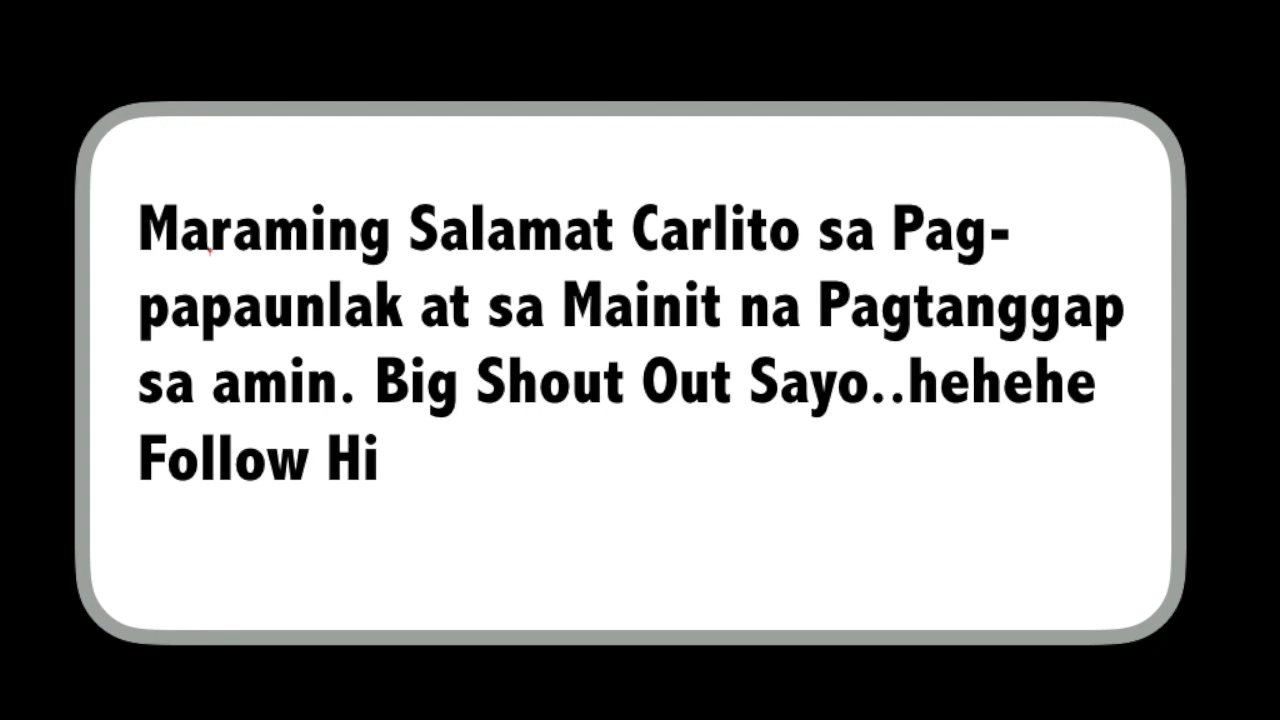 Maraming Salamat Carlito sa Pag-
papaunlak at sa Mainit na Pagtanggap
sa amin. Big Shout Out Sayo..hehehe
Follow Hi